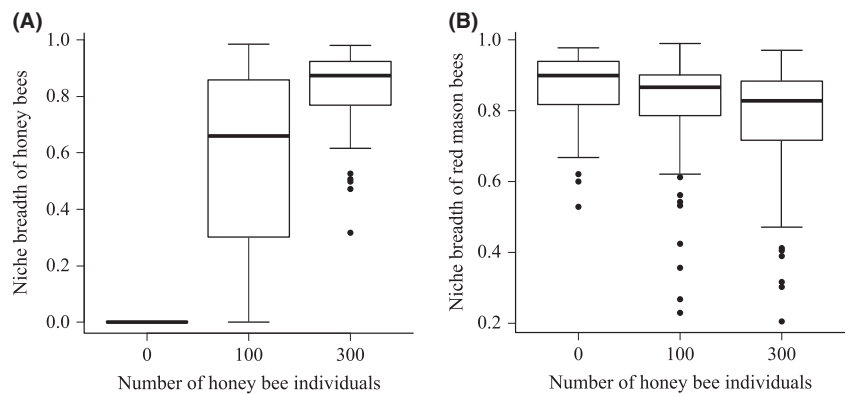 (A)
Niche breadth of honey bees
1.0
0.8
0.6
0.4
0.2
0.0
0 100 300
Number of honey bee individuals
(B)
Niche breadth of red mason bees
1.0
0.8
0.6
0.4
0.2
0 100 300
Number of honey bee individuals